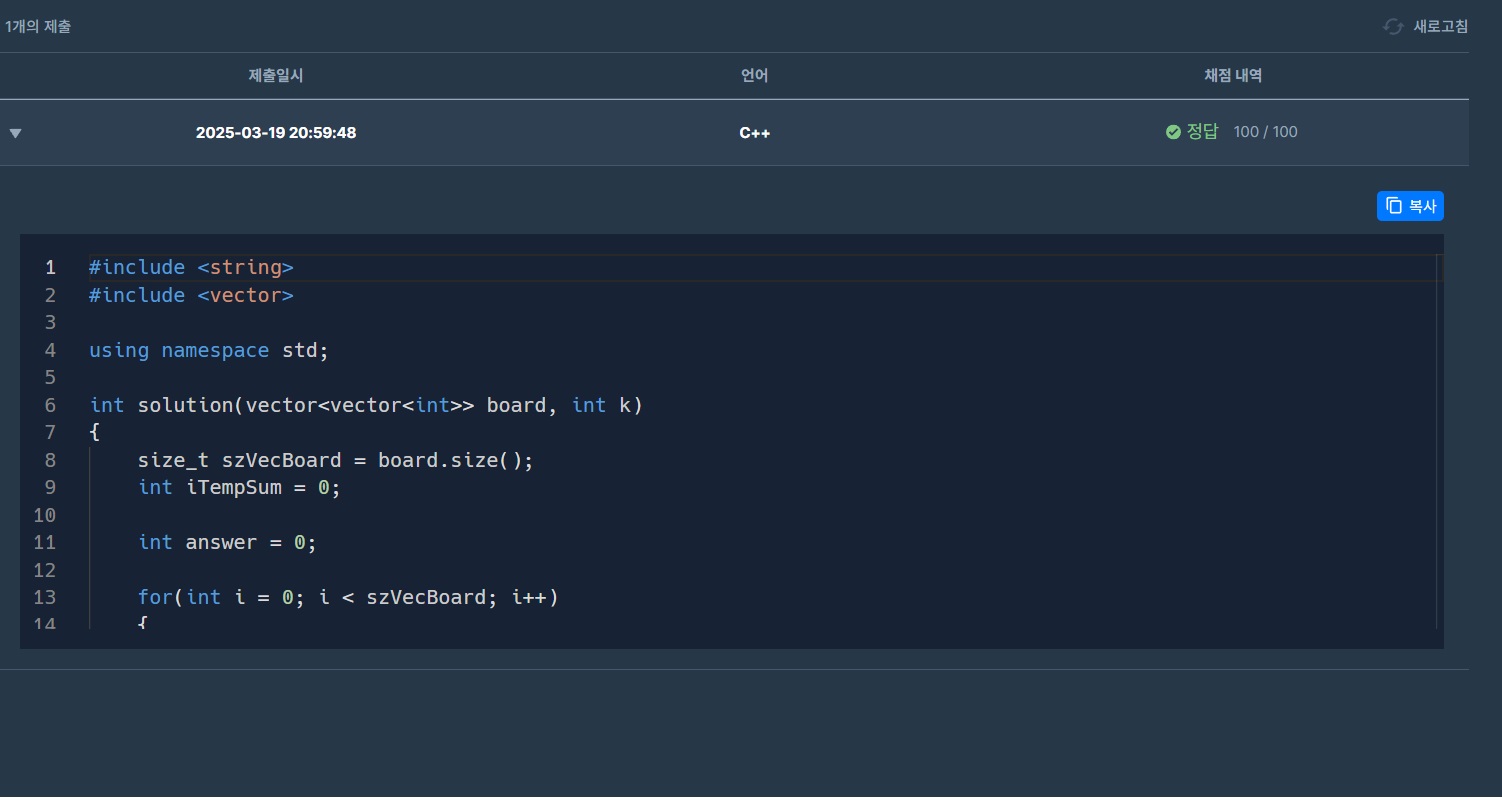 1개의 제출
새로고침
제출일시 언어 채점 내역
2025-03-19 20:59:48 C++ 정답 100 / 100
복사
1 #include <string>
2 #include <vector>
3
4 using namespace std;
5
6 int solution(vector<vector<int>> board, int k)
7 {
8     size_t szVecBoard = board.size();
9     int iTempSum = 0;
10
11     int answer = 0;
12
13     for(int i = 0; i < szVecBoard; i++)
14     {